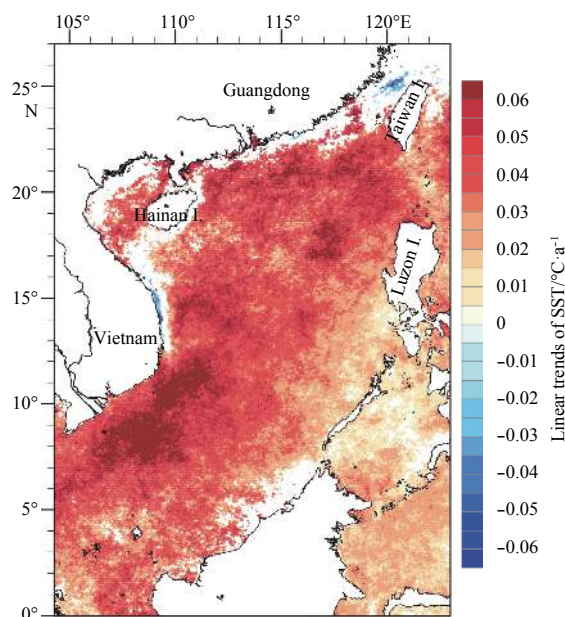 105° 110° 115° 120°E
25°
N
20°
15°
10°
5°
0°
Guangdong
Taiwan I.
Hainan I.
Luzon I.
Vietnam
0.06
0.05
0.04
0.03
0.02
0.01
0
-0.01
-0.02
-0.03
-0.04
-0.05
-0.06
Linear trends of SST/°C·a⁻¹